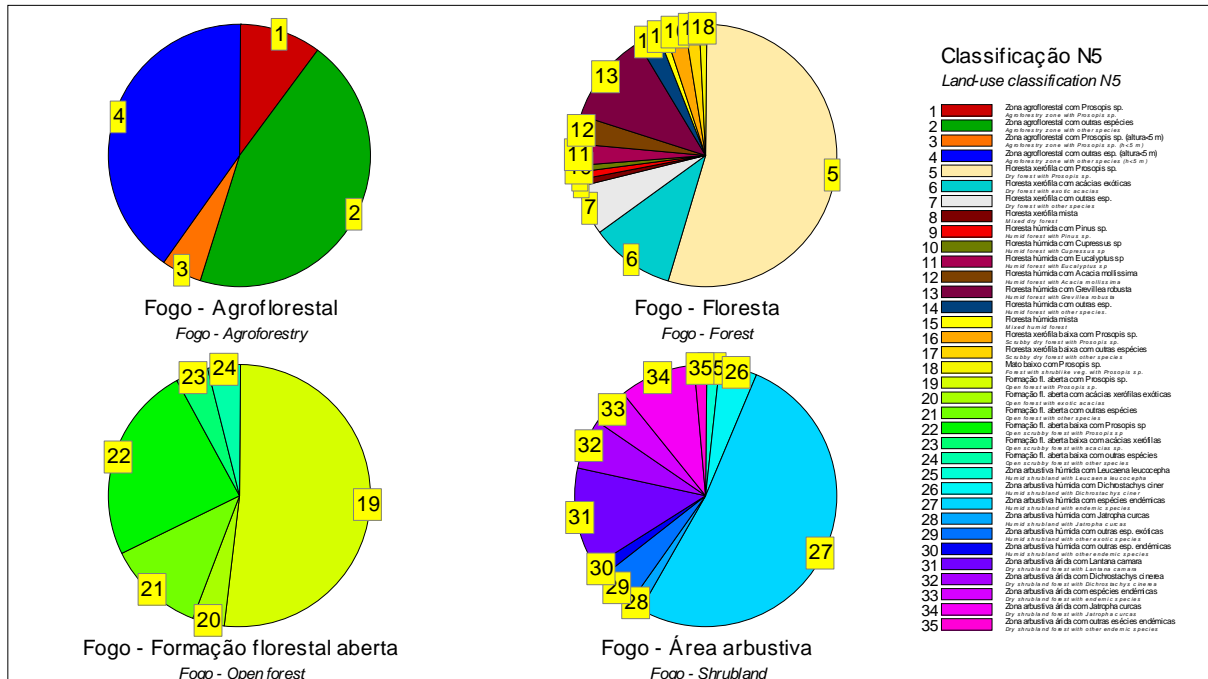 1
2
3
4
Fogo - Agroflorestal
Fogo - Agroforestry
5
6
7
11
12
13
18
Fogo - Floresta
Fogo - Forest
19
20
21
22
23
24
Fogo - Formação florestal aberta
Fogo - Open forest
26
27
28
29
30
31
32
33
34
35
Fogo - Área arbustiva
Fogo - Shrubland
Classificação N5
Land-use classification N5
1 Zona agroflorestal com Prosopis sp.
Agroforestry zone with Prosopis sp.
2 Zona agroflorestal com outras espécies
Agroforestry zone with other species
3 Zona agroflorestal com Prosopis sp. (altura<5 m)
Agroforestry zone with Prosopis sp. (h<5 m)
4 Zona agroflorestal com outras esp. (altura<5 m)
Agroforestry zone with other species (h<5 m)
5 Floresta xerófila com Prosopis sp.
Dry forest with Prosopis sp.
6 Floresta xerófila com acácias exóticas
Dry forest with exotic acacias
7 Floresta xerófila com outras esp.
Dry forest with other species
8 Floresta xerófila mista
Mixed dry forest
9 Floresta húmida com Pinus sp.
Humid forest with Pinus sp.
10 Floresta húmida com Cupressus sp
Humid forest with Cupressus sp
11 Floresta húmida com Eucalyptus sp
Humid forest with Eucalyptus sp
12 Floresta húmida com Acacia mollissima
Humid forest with Acacia mollissima
13 Floresta húmida com Grevillea robusta
Humid forest with Grevillea robusta
14 Floresta húmida com outras esp.
Humid forest with other species.
15 Floresta húmida mista
Mixed humid forest
16 Floresta xerófila baixa com Prosopis sp.
Scrubby dry forest with Prosopis sp.
17 Floresta xerófila baixa com outras espécies
Scrubby dry forest with other species
18 Mato baixo com Prosopis sp.
Forest with shrublike veg. with Prosopis sp.
19 Formação fl. aberta com Prosopis sp.
Open forest with Prosopis sp.
20 Formação fl. aberta com acácias xerófilas exóticas
Open forest with exotic acacias
21 Formação fl. aberta com outras espécies
Open forest with other species
22 Formação fl. aberta baixa com Prosopis sp
Open scrubby forest with Prosopis sp
23 Formação fl. aberta baixa com acácias xerófilas
Open scrubby forest with acacias sp.
24 Formação fl. aberta baixa com outras espécies
Open scrubby forest with other species
25 Zona arbustiva húmida com Leucaena leucocepha
Humid shrubland with Leucaena leucocepha
26 Zona arbustiva húmida com Dichrostachys ciner
Humid shrubland with Dichrostachys ciner
27 Zona arbustiva húmida com espécies endémicas
Humid shrubland with endemic species
28 Zona arbustiva húmida com Jatropha curcas
Humid shrubland with Jatropha curcas
29 Zona arbustiva húmida com outras esp. exóticas
Humid shrubland with other exotic species
30 Zona arbustiva húmida com outras esp. endémicas
Humid shrubland with other endemic species
31 Zona arbustiva árida com Lantana camara
Dry shrubland forest with Lantana camara
32 Zona arbustiva árida com Dichrostachys cinerea
Dry shrubland forest with Dichrostachys cinerea
33 Zona arbustiva árida com espécies endémicas
Dry shrubland forest with endemic species
34 Zona arbustiva árida com Jatropha curcas
Dry shrubland forest with Jatropha curcas
35 Zona arbustiva árida com outras esécies endémicas
Dry shrubland forest with other endemic species